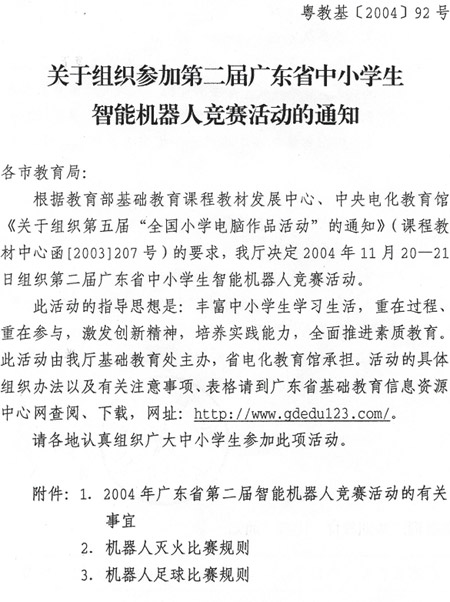 粤教基〔2004〕92号
关于组织参加第二届广东省中小学生
智能机器人竞赛活动的通知
各市教育局：
根据教育部基础教育课程教材发展中心、中央电化教育馆
《关于组织第五届“全国小学电脑作品活动”的通知》（课程教
材中心函[2003]207号）的要求，我厅决定2004年11月20—21
日组织第二届广东省中小学生智能机器人竞赛活动。
此活动的指导思想是：丰富中小学生学习生活，重在过程、
重在参与，激发创新精神，培养实践能力，全面推进素质教育。
此活动由我厅基础教育处主办，省电化教育馆承担。活动的具体
组织办法以及有关注意事项、表格请到广东省基础教育信息资源
中心网查阅、下载，网址：http://www.gdedu123.com/。
请各地认真组织广大中小学生参加此项活动。
附件：1．2004年广东省第二届智能机器人竞赛活动的有关
事宜
2．机器人灭火比赛规则
3．机器人足球比赛规则